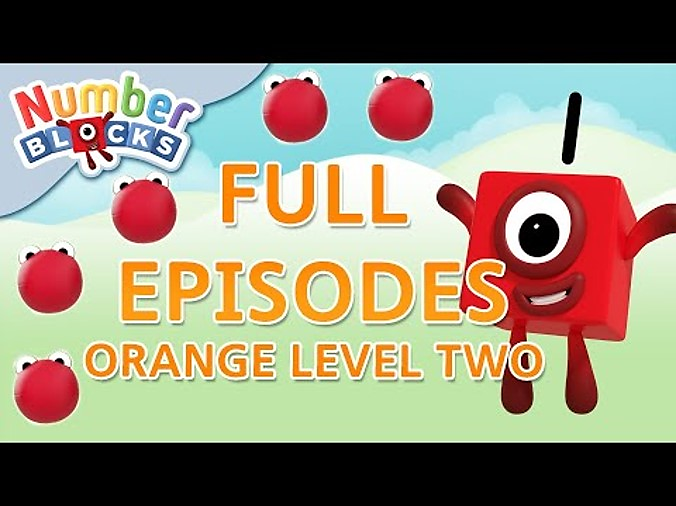 Number
BLOCKS
FULL
EPISODES
ORANGE LEVEL TWO